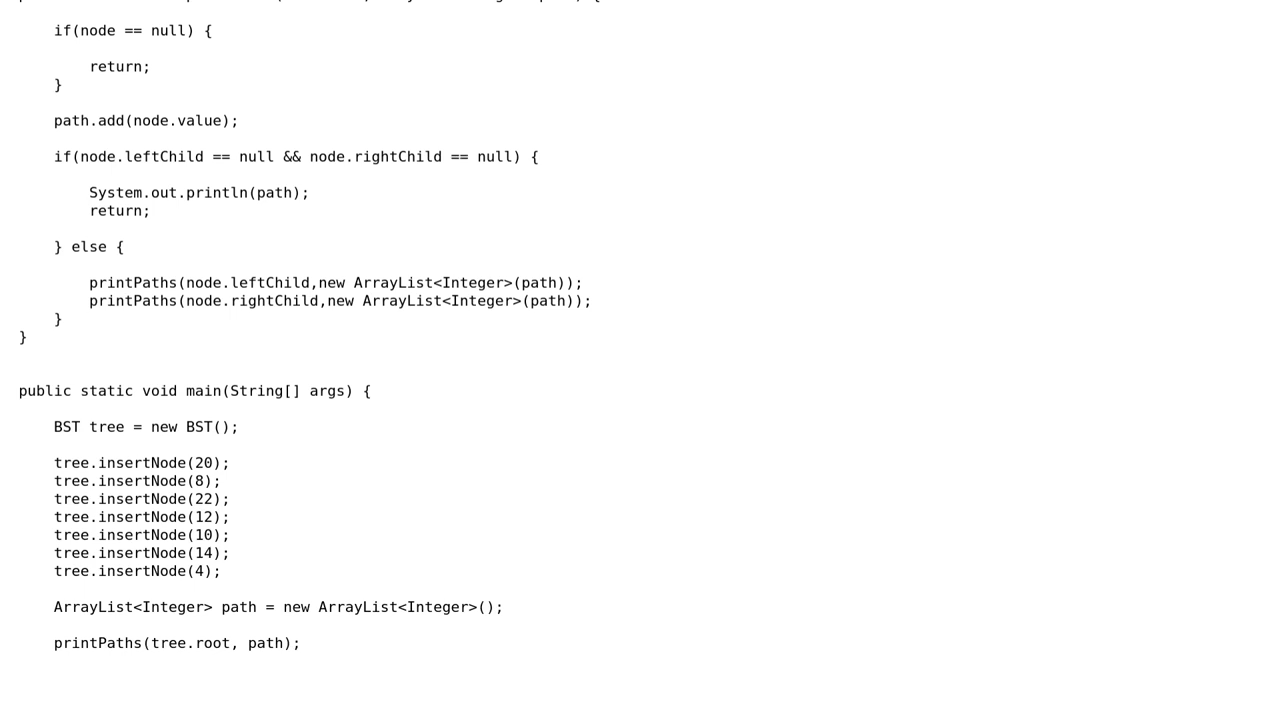 if(node == null) {
return;
}
path.add(node.value);
if(node.leftChild == null && node.rightChild == null) {
System.out.println(path);
return;
} else {
printPaths(node.leftChild,new ArrayList<Integer>(path));
printPaths(node.rightChild,new ArrayList<Integer>(path));
}
}
public static void main(String[] args) {
BST tree = new BST();
tree.insertNode(20);
tree.insertNode(8);
tree.insertNode(22);
tree.insertNode(12);
tree.insertNode(10);
tree.insertNode(14);
tree.insertNode(4);
ArrayList<Integer> path = new ArrayList<Integer>();
printPaths(tree.root, path);